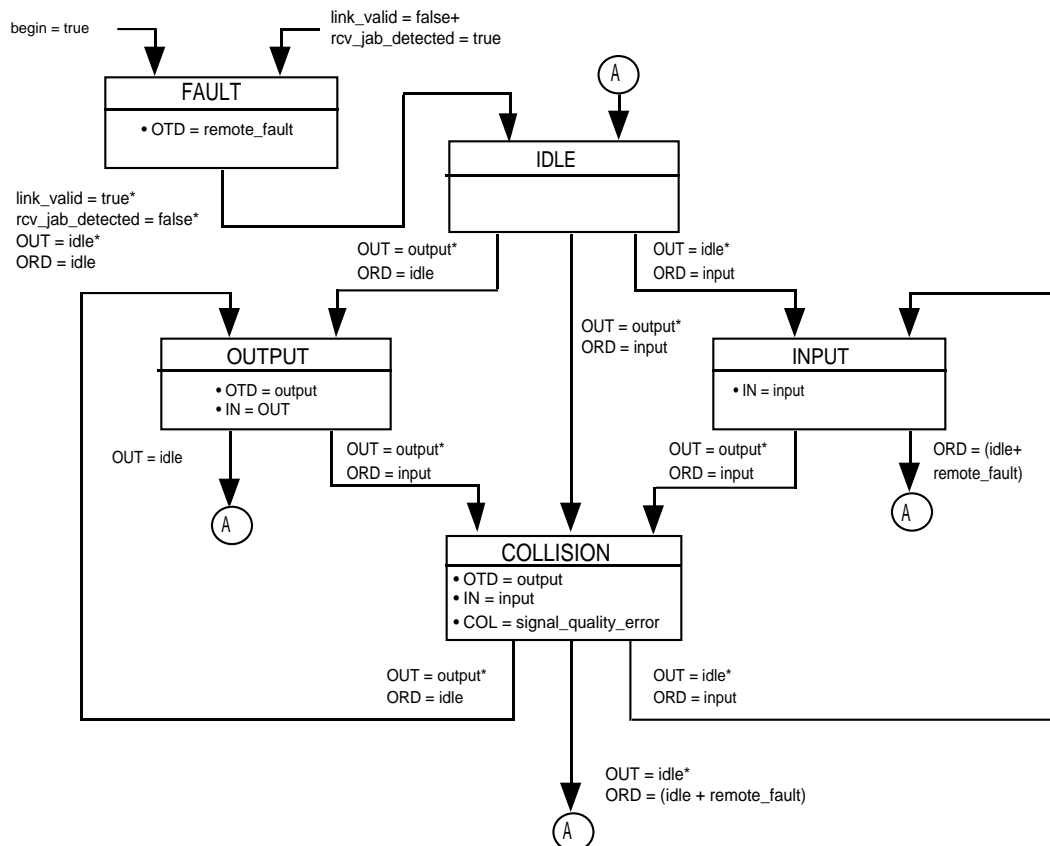 begin = true
link_valid = false+
rcv_jab_detected = true
A
FAULT
• OTD = remote_fault
IDLE
link_valid = true*
rcv_jab_detected = false*
OUT = idle*
ORD = idle
OUT = output*
ORD = idle
OUT = idle*
ORD = input
OUT = output*
ORD = input
OUTPUT
• OTD = output
• IN = OUT
INPUT
• IN = input
OUT = idle
OUT = output*
ORD = input
OUT = output*
ORD = input
ORD = (idle+
remote_fault)
A
A
COLLISION
• OTD = output
• IN = input
• COL = signal_quality_error
OUT = output*
ORD = idle
OUT = idle*
ORD = input
OUT = idle*
ORD = (idle + remote_fault)
A